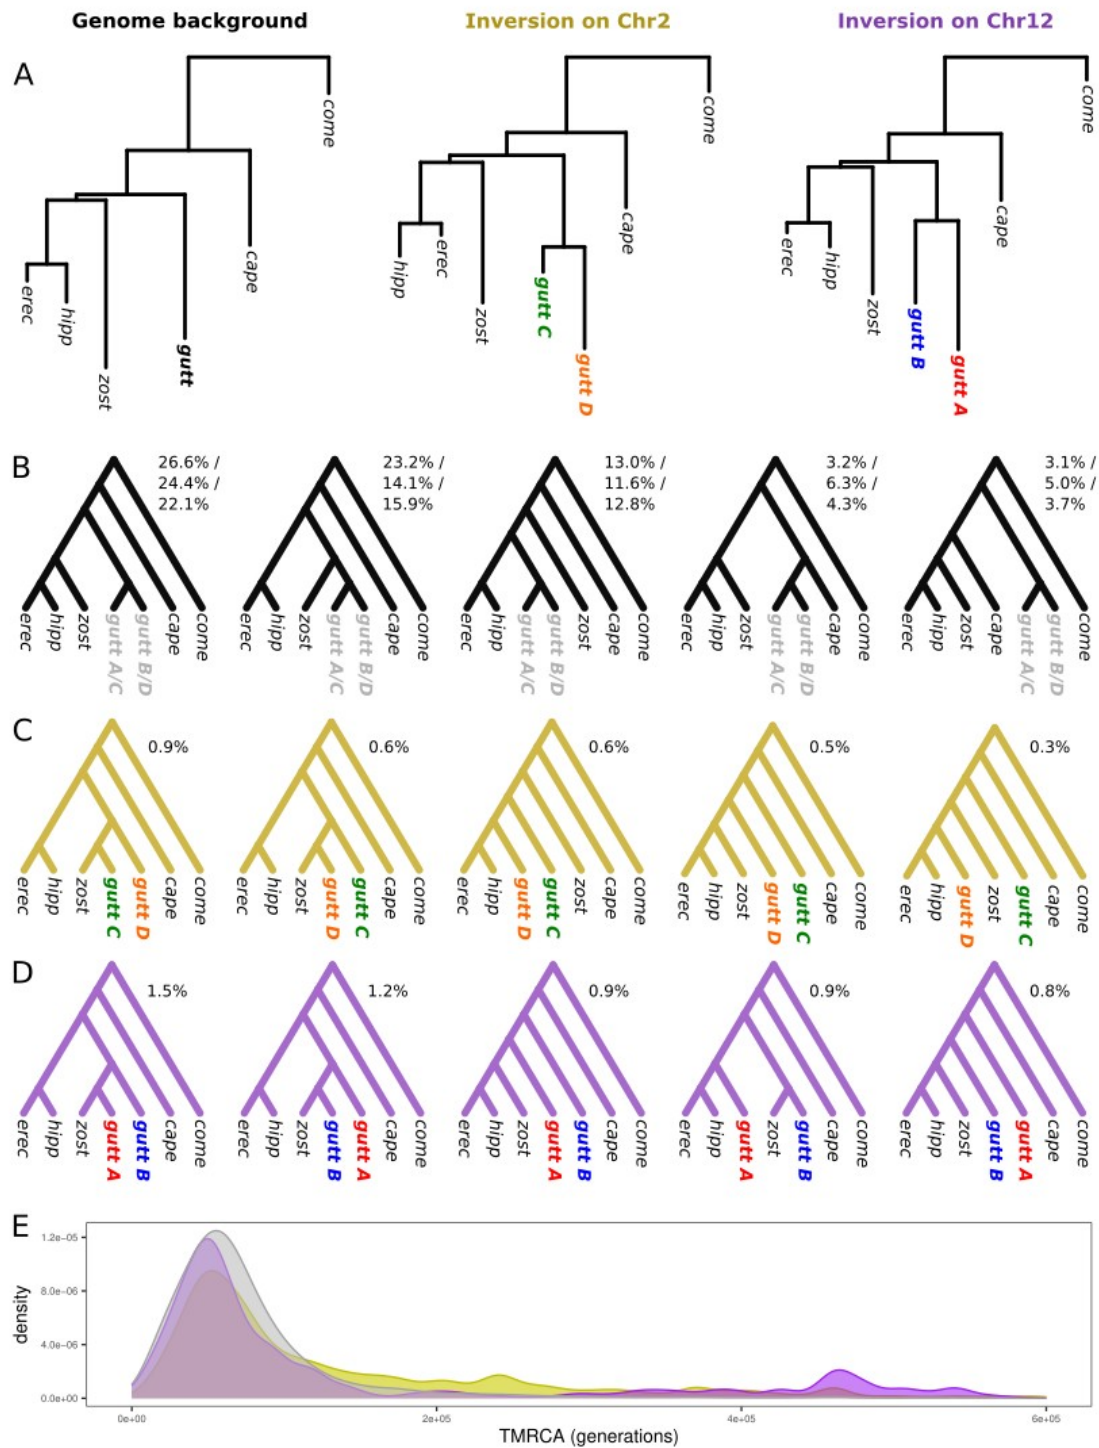 Genome background Inversion on Chr2 Inversion on Chr12
A
come come come
cape cape cape
erec hipp zost gutt
hipp erec zost gutt C gutt D
erec hipp zost gutt B gutt A
B
26.6% / 23.2% / 13.0% / 3.2% / 3.1% /
24.4% / 14.1% / 11.6% / 6.3% / 5.0% /
22.1% 15.9% 12.8% 4.3% 3.7%
erec hipp zost gutt A/C gutt B/D cape come
erec hipp zost gutt A/C gutt B/D cape come
erec hipp gutt A/C gutt B/D zost cape come
erec hipp zost gutt A/C gutt B/D cape come
erec hipp zost cape gutt A/C gutt B/D come
C
0.9% 0.6% 0.6% 0.5% 0.3%
erec hipp zost gutt C gutt D cape come
erec hipp zost gutt D gutt C cape come
erec hipp gutt D gutt C zost cape come
erec hipp zost gutt D gutt C cape come
erec hipp gutt D zost gutt C cape come
D
1.5% 1.2% 0.9% 0.9% 0.8%
erec hipp zost gutt A gutt B cape come
erec hipp zost gutt B gutt A cape come
erec hipp zost gutt A gutt B cape come
erec hipp gutt A zost gutt B cape come
erec hipp zost gutt B gutt A cape come
E
density
1.2e−05
8.0e−06
4.0e−06
0.0e+00
0e+00 2e+05 4e+05 6e+05
TMRCA (generations)